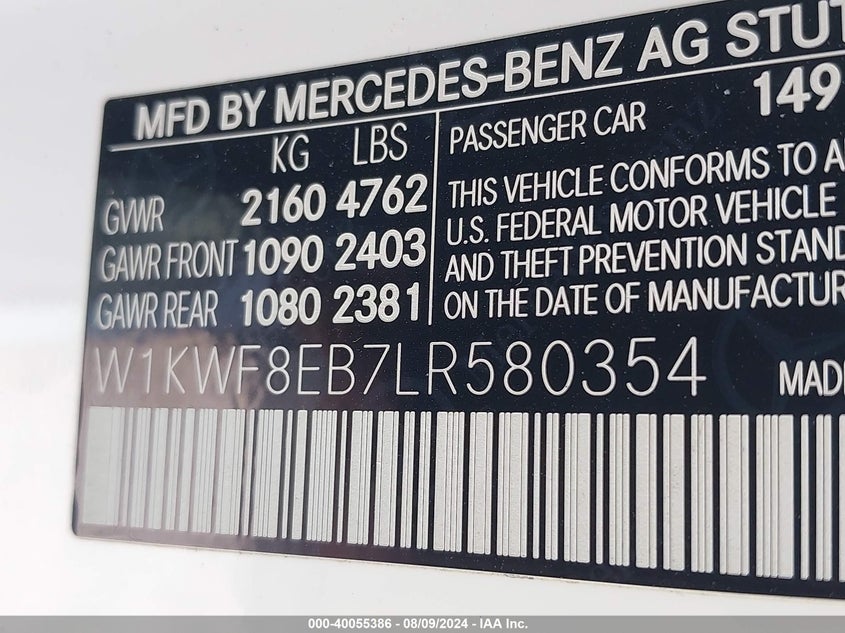 MFD BY MERCEDES-BENZ AG STUT
KG LBS
GVWR 2160 4762
GAWR FRONT 1090 2403
GAWR REAR 1080 2381
PASSENGER CAR 149
THIS VEHICLE CONFORMS TO A
U.S. FEDERAL MOTOR VEHICLE
AND THEFT PREVENTION STAND
ON THE DATE OF MANUFACTUR
W1KWF8EB7LR580354 MAD
000-40055386 - 08/09/2024 - IAA Inc.